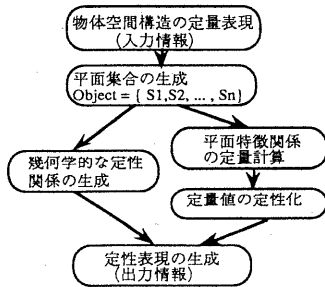 物体空間構造の定量表現
(入力情報)
平面集合の生成
Object = { S1,S2, ... , Sn}
幾何学的な定性
関係の生成
平面特徴関係
の定量計算
定量値の定性化
定性表現の生成
(出力情報)